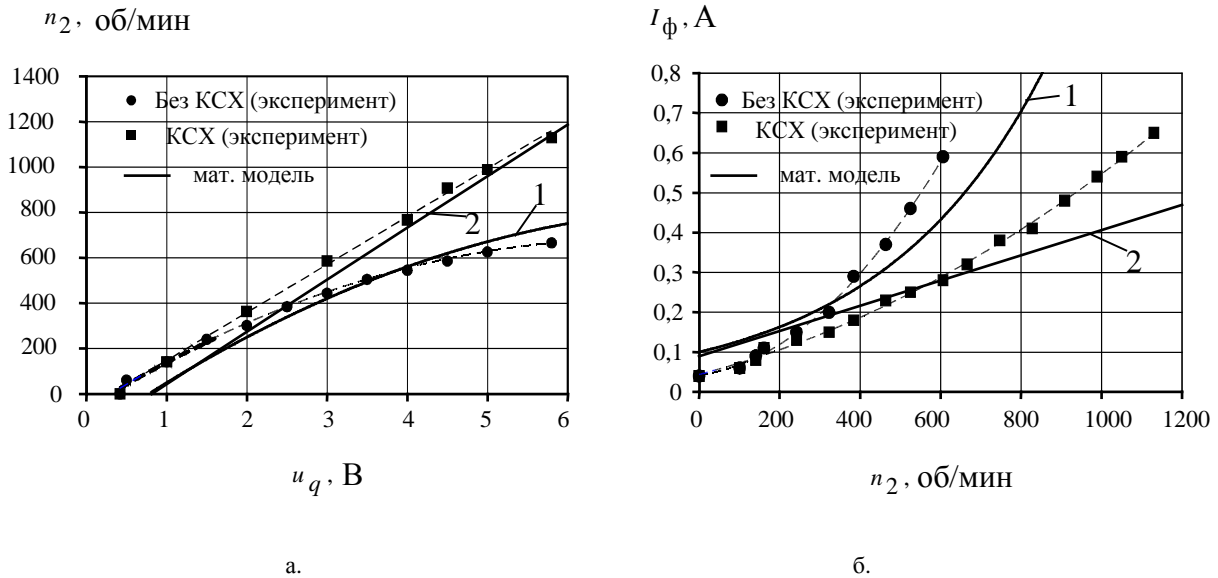 n₂, об/мин
1400
1200
1000
800
600
400
200
0
0 1 2 3 4 5 6
Без КСХ (эксперимент)
КСХ (эксперимент)
мат. модель
1
2
u_q, В
а.
I_ф, А
0,8
0,7
0,6
0,5
0,4
0,3
0,2
0,1
0
0 200 400 600 800 1000 1200
Без КСХ (эксперимент)
КСХ (эксперимент)
мат. модель
1
2
n₂, об/мин
б.